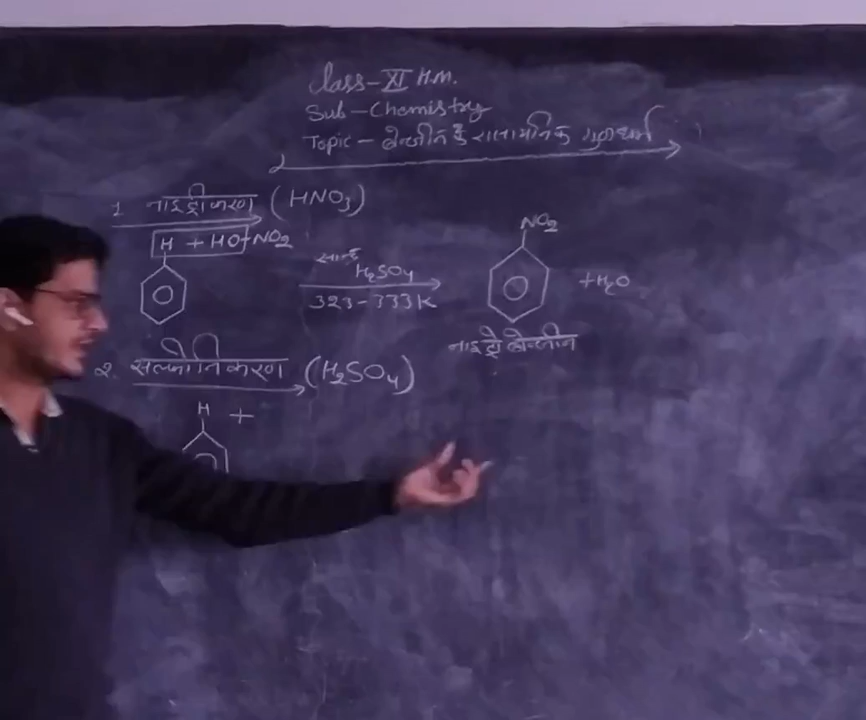 Class-XI H.M.
Sub-Chemistry
Topic- बेन्जीन के रासायनिक गुणधर्म
1. नाइट्रीकरण (HNO₃)
H + HO-NO₂
सान्द्र H₂SO₄
323-333K
NO₂
+H₂O
नाइट्रो बेन्जीन
2. सल्फोनीकरण (H₂SO₄)
H +